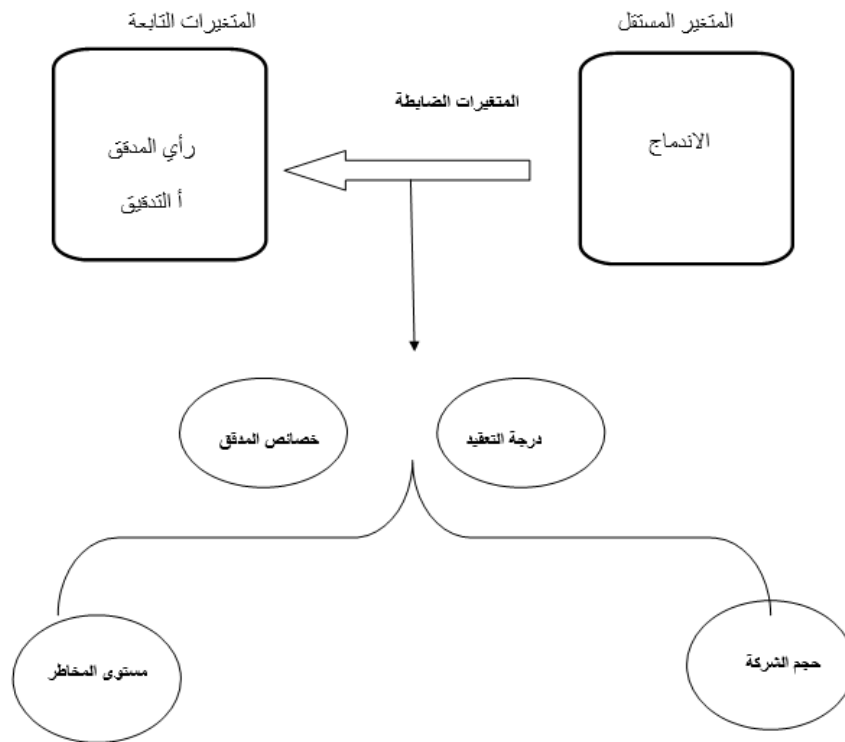 المتغير المستقل
المتغيرات التابعة
المتغيرات الضابطة
الاندماج
رأي المدقق
أ التدقيق
درجة التعقيد
خصائص المدقق
حجم الشركة
مستوى المخاطر